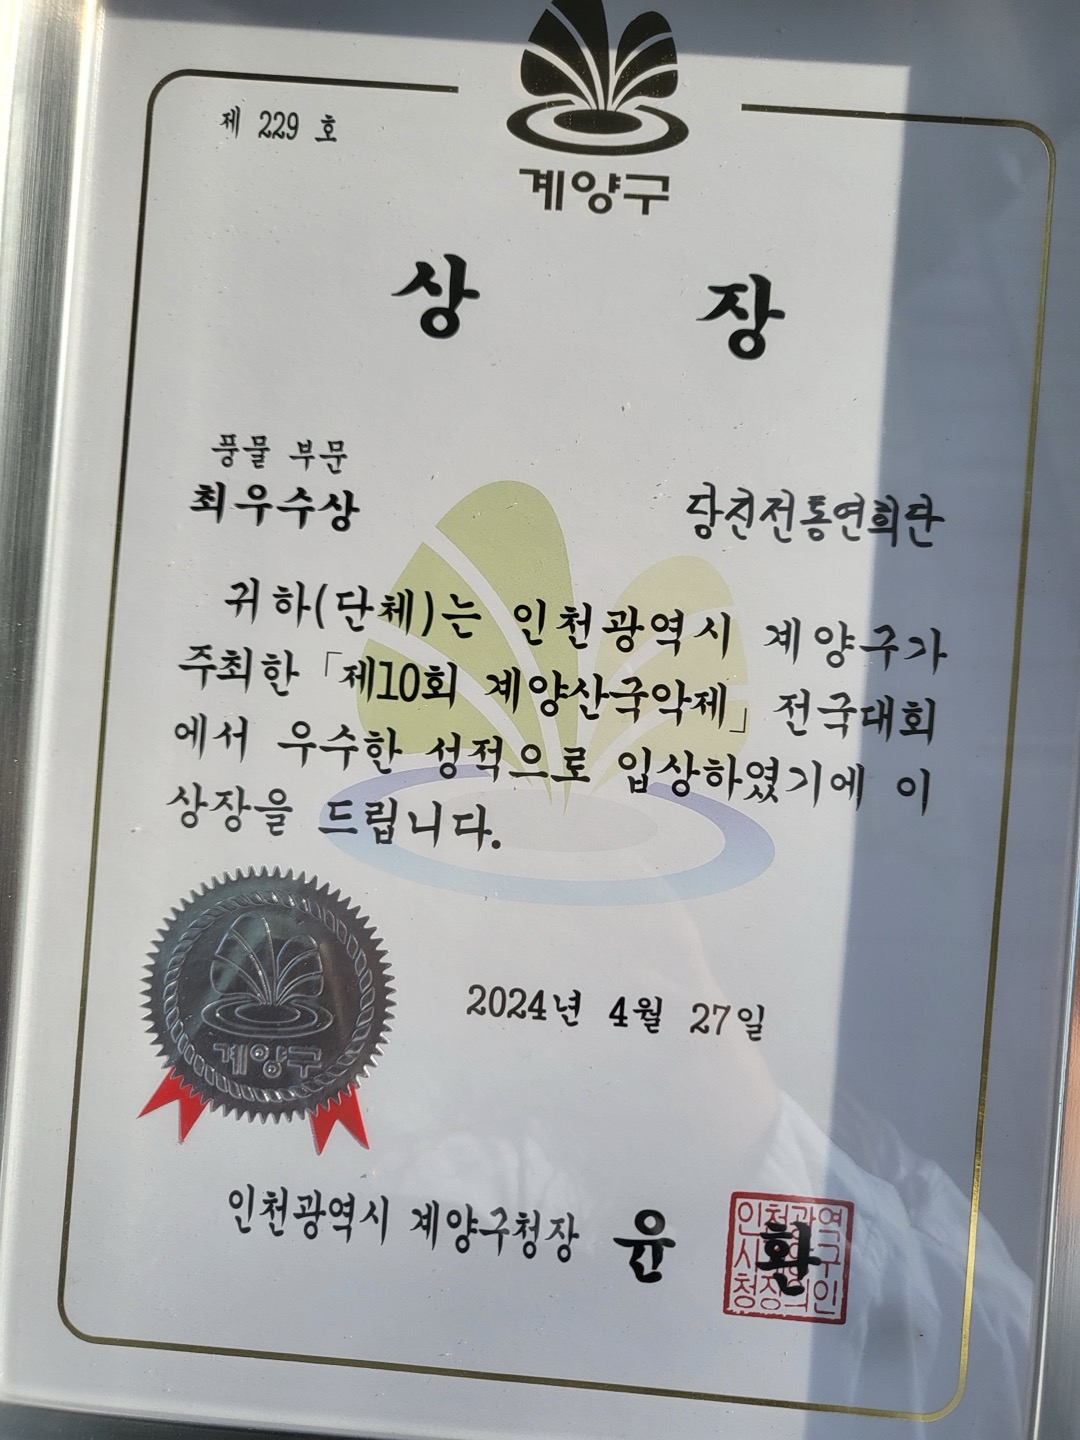 제 229 호
계양구
상 장
풍물 부문
최우수상
당진전통연희단
귀하(단체)는 인천광역시 계양구가
주최한 「제10회 계양산국악제」 전국대회
에서 우수한 성적으로 입상하였기에 이
상장을 드립니다.
계양구
2024년 4월 27일
인천광역시 계양구청장 윤 환
인천광역
시계양구
청장의인